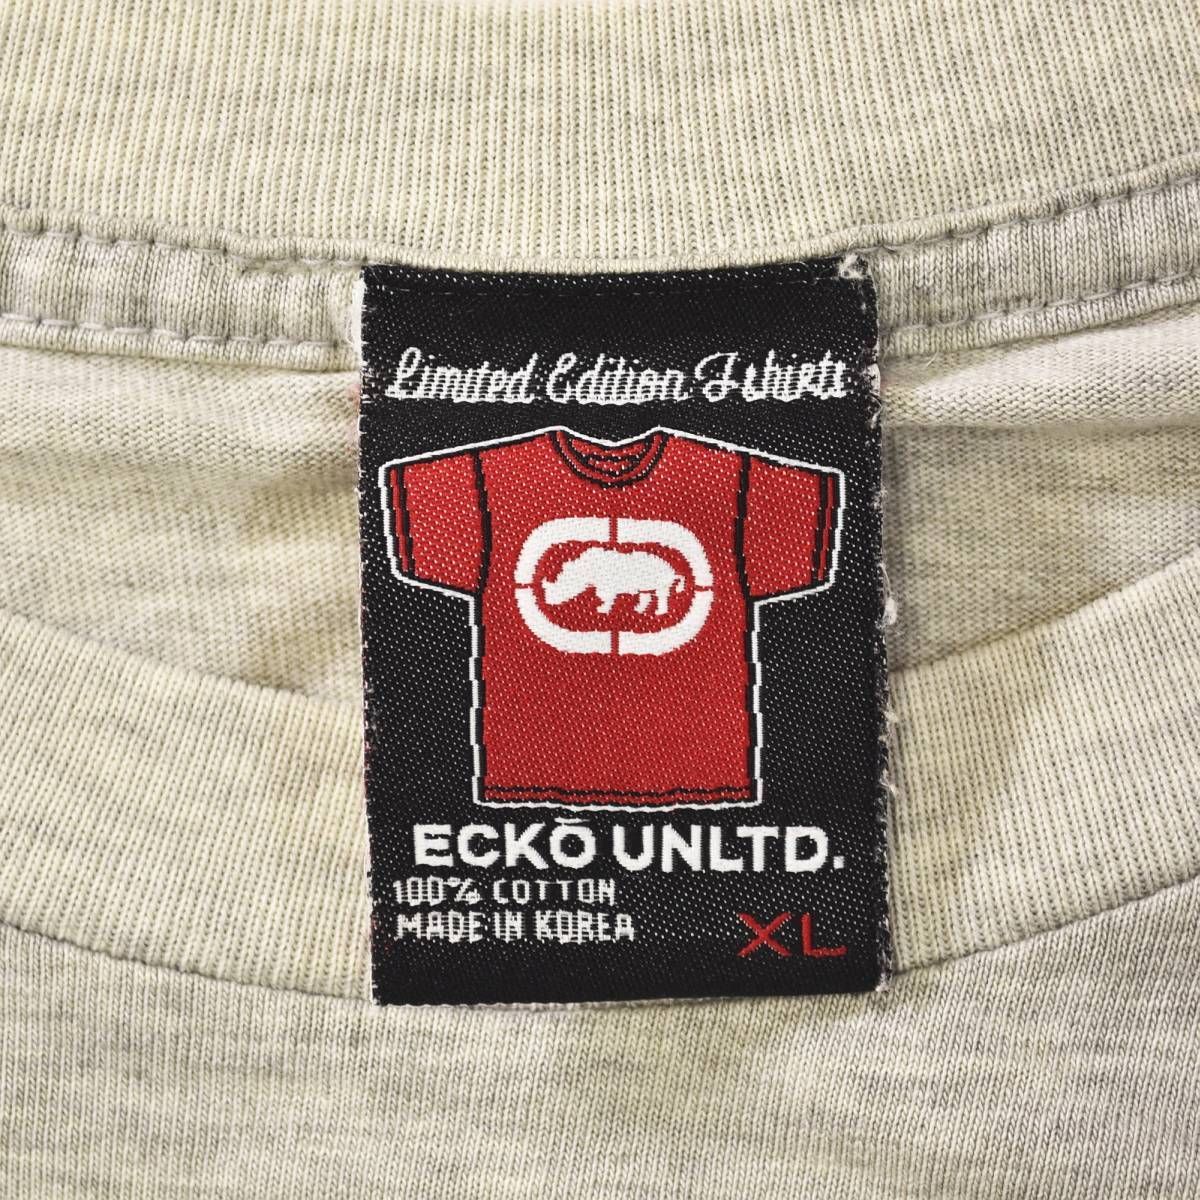 Limited Edition T-shirts
ECKŌ UNLTD.
100% COTTON
MADE IN KOREA
XL